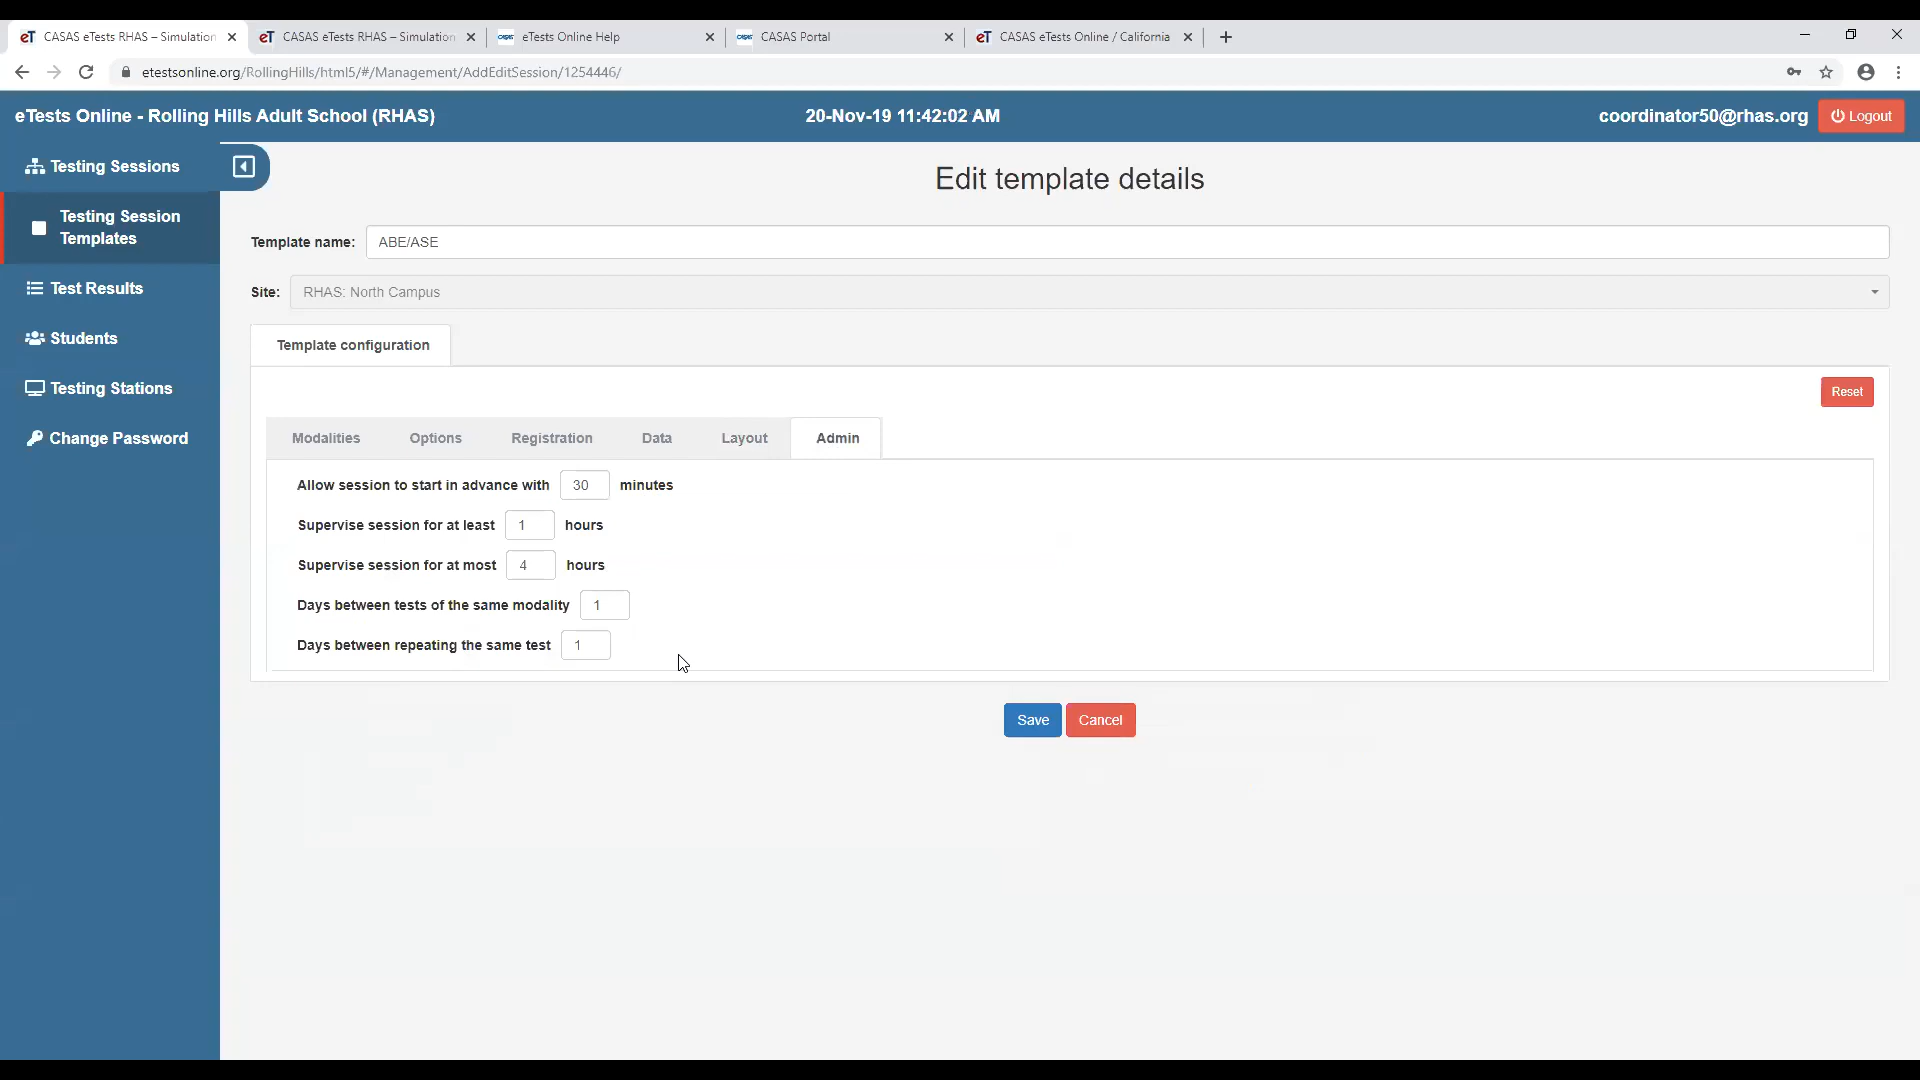 eT CASAS eTests RHAS – Simulation
eT CASAS eTests RHAS – Simulation
CASAS eTests Online Help
CASAS CASAS Portal
eT CASAS eTests Online / California
etestsonline.org/RollingHills/html5/#/Management/AddEditSession/1254446/
eTests Online - Rolling Hills Adult School (RHAS) 20-Nov-19 11:42:02 AM coordinator50@rhas.org Logout
Testing Sessions
Testing Session
Templates
Test Results
Students
Testing Stations
Change Password
Edit template details
Template name: ABE/ASE
Site: RHAS: North Campus
Template configuration
Reset
Modalities Options Registration Data Layout Admin
Allow session to start in advance with 30 minutes
Supervise session for at least 1 hours
Supervise session for at most 4 hours
Days between tests of the same modality 1
Days between repeating the same test 1
Save Cancel